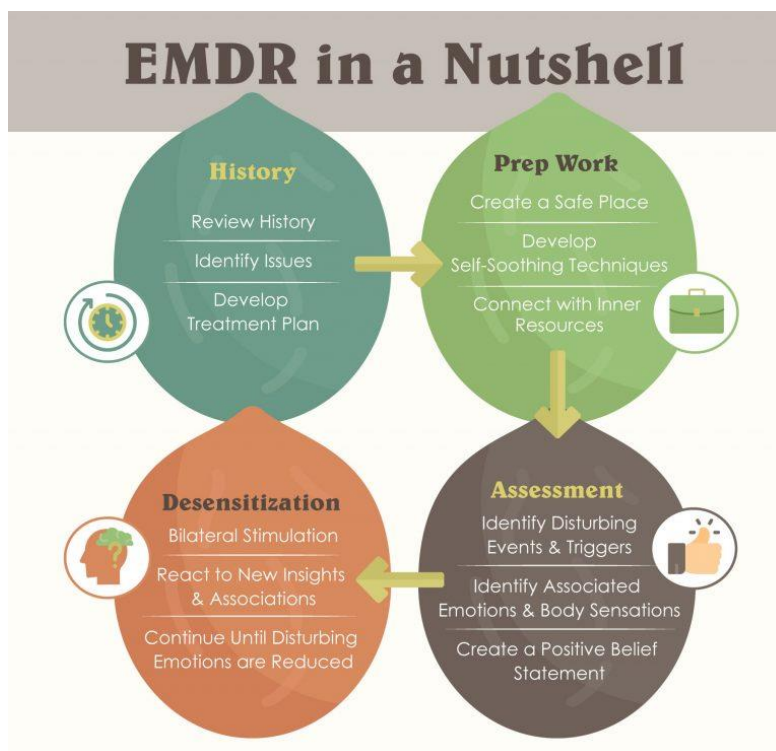 EMDR in a Nutshell
History
Review History
Identify Issues
Develop
Treatment Plan
Prep Work
Create a Safe Place
Develop
Self-Soothing Techniques
Connect with Inner
Resources
Assessment
Identify Disturbing
Events & Triggers
Identify Associated
Emotions & Body Sensations
Create a Positive Belief
Statement
Desensitization
Bilateral Stimulation
React to New Insights
& Associations
Continue Until Disturbing
Emotions are Reduced
?